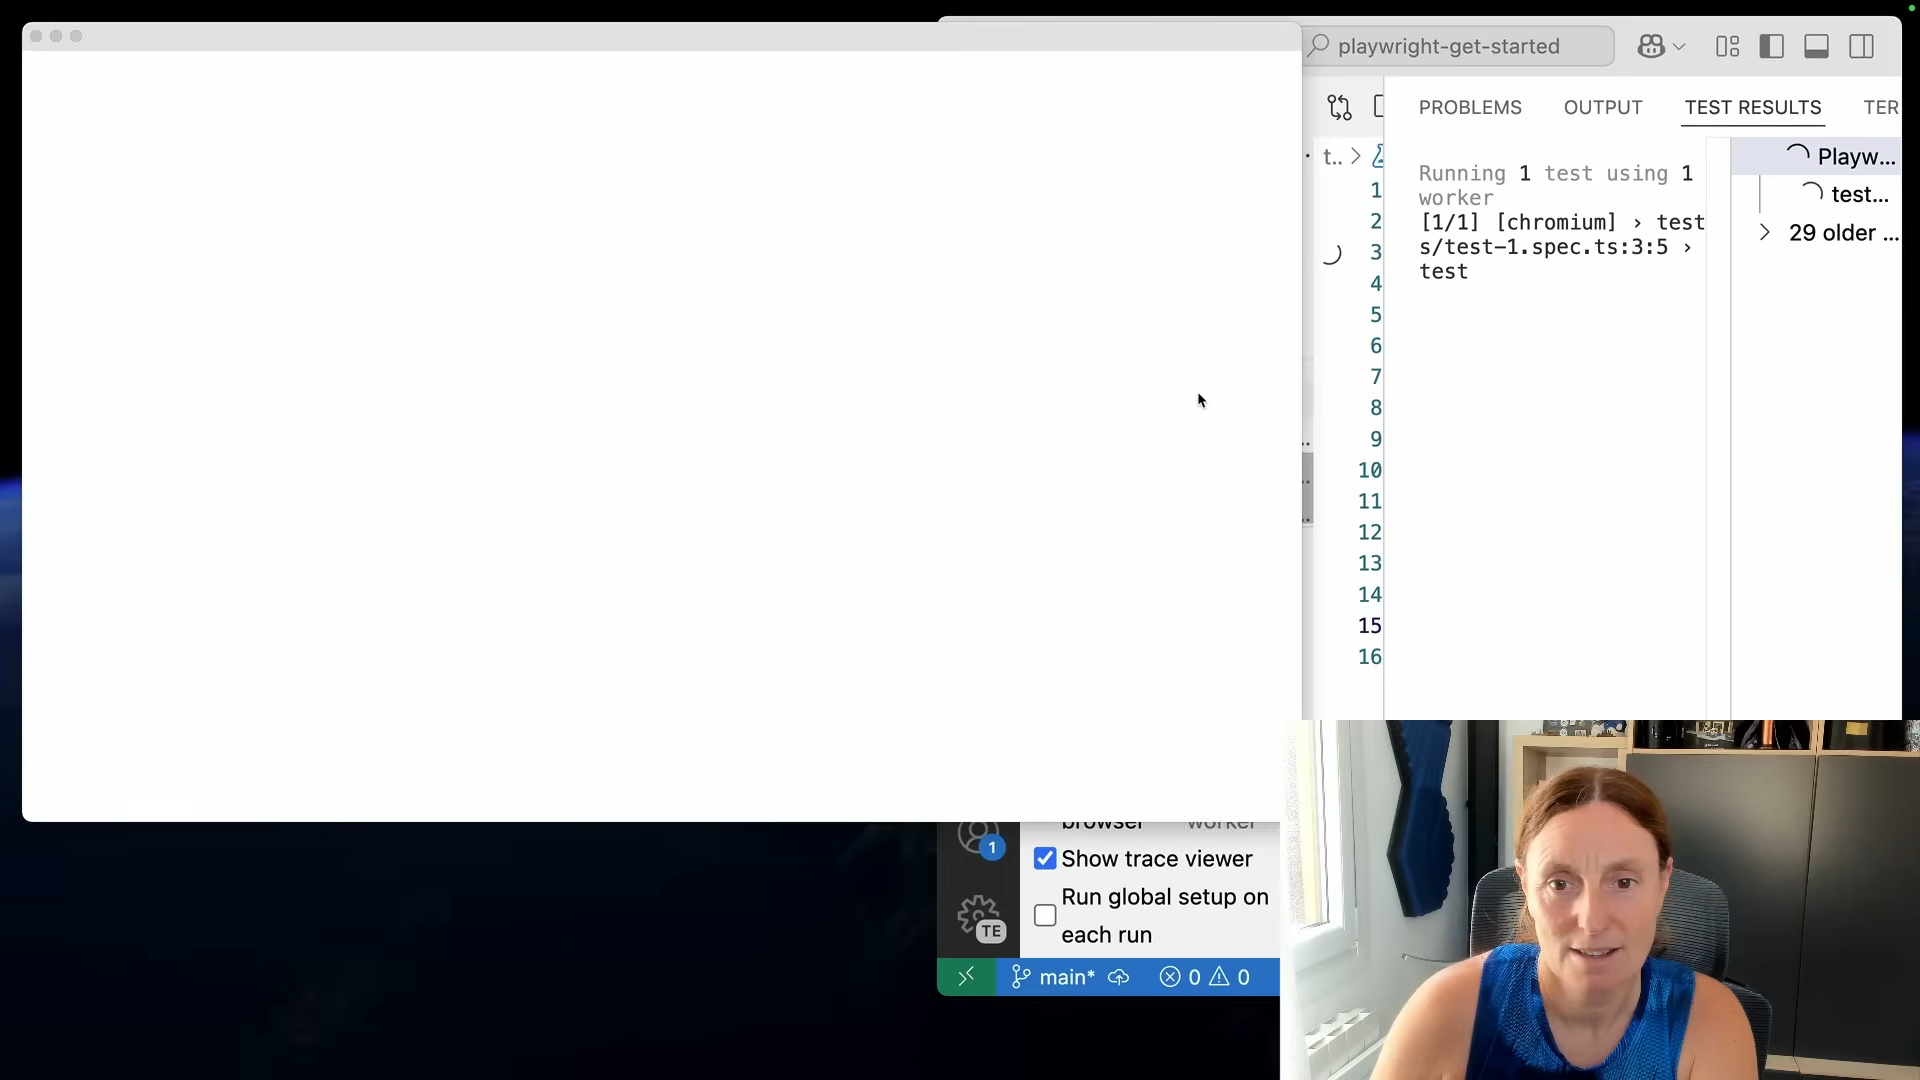 playwright-get-started
PROBLEMS OUTPUT TEST RESULTS TER
t.. >
Running 1 test using 1
worker
[1/1] [chromium] › test
s/test-1.spec.ts:3:5 ›
test
Playw...
test...
29 older ...
1
2
3
4
5
6
7
8
9
10
11
12
13
14
15
16
browser worker
1
Show trace viewer
Run global setup on
each run
TE
main* 0 0